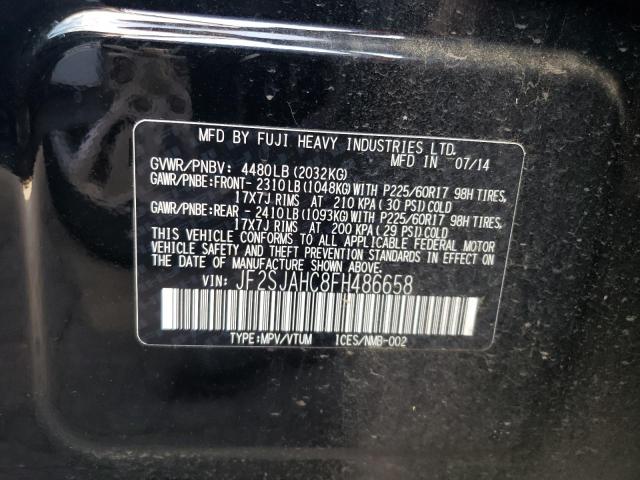 MFD BY FUJI HEAVY INDUSTRIES LTD.
MFD IN 07/14
GVWR/PNBV: 4480LB (2032KG)
GAWR/PNBE:FRONT- 2310LB (1048KG) WITH P225/60R17 98H TIRES,
17X7J RIMS AT 210 KPA (30 PSI) COLD
GAWR/PNBE:REAR - 2410LB (1093KG) WITH P225/60R17 98H TIRES,
17X7J RIMS AT 200 KPA (29 PSI) COLD
THIS VEHICLE CONFORMS TO ALL APPLICABLE FEDERAL MOTOR
VEHICLE SAFETY AND THEFT PREVENTION STANDARDS IN EFFECT ON
THE DATE OF MANUFACTURE SHOWN ABOVE.
VIN: JF2SJAHC8FH486658
TYPE:MPV/VTUM ICES/NMB-002